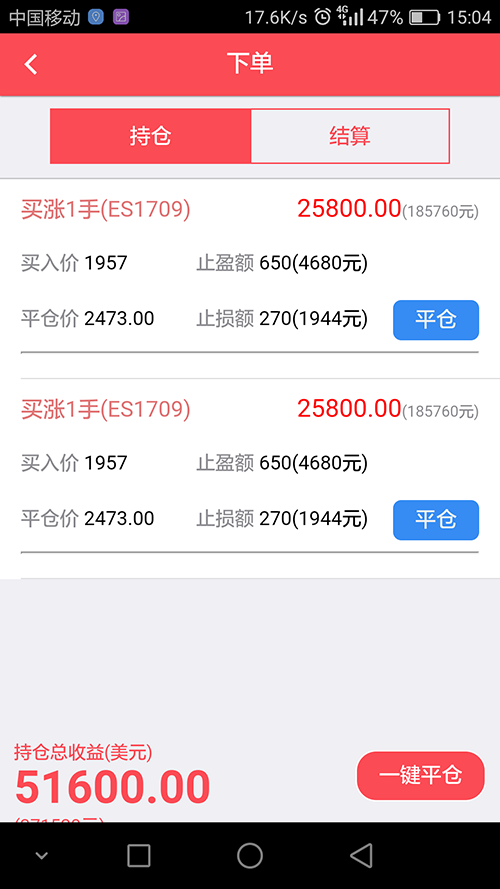 中国移动 17.6K/s 4G 47% 15:04
下单
持仓 结算
买涨1手(ES1709) 25800.00(185760元)
买入价 1957 止盈额 650(4680元)
平仓价 2473.00 止损额 270(1944元) 平仓
买涨1手(ES1709) 25800.00(185760元)
买入价 1957 止盈额 650(4680元)
平仓价 2473.00 止损额 270(1944元) 平仓
持仓总收益(美元)
51600.00 一键平仓